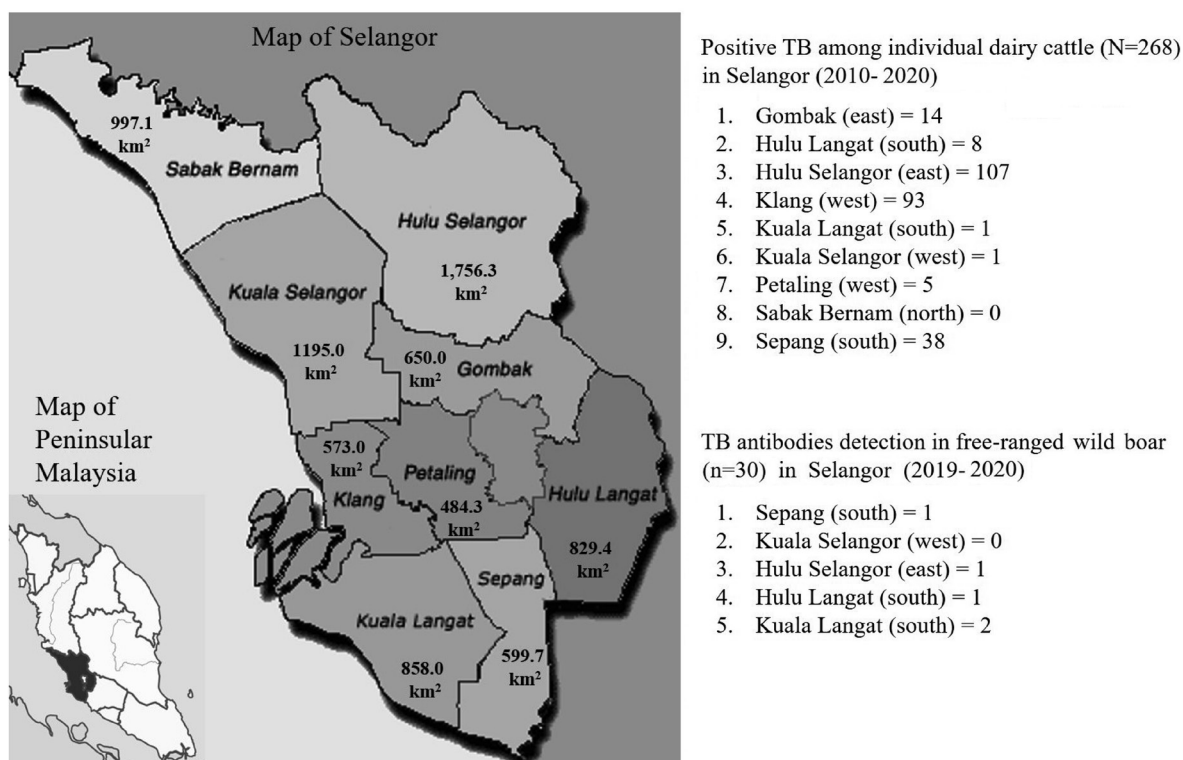 Map of Selangor
997.1
km²
Sabak Bernam
Hulu Selangor
1,756.3
km²
Kuala Selangor
1195.0
km²
650.0
km²
Gombak
573.0
km²
Klang
Petaling
484.3
km²
Hulu Langat
829.4
km²
Sepang
599.7
km²
Kuala Langat
858.0
km²
Map of
Peninsular
Malaysia
Positive TB among individual dairy cattle (N=268)
in Selangor (2010- 2020)
1. Gombak (east) = 14
2. Hulu Langat (south) = 8
3. Hulu Selangor (east) = 107
4. Klang (west) = 93
5. Kuala Langat (south) = 1
6. Kuala Selangor (west) = 1
7. Petaling (west) = 5
8. Sabak Bernam (north) = 0
9. Sepang (south) = 38
TB antibodies detection in free-ranged wild boar
(n=30) in Selangor (2019- 2020)
1. Sepang (south) = 1
2. Kuala Selangor (west) = 0
3. Hulu Selangor (east) = 1
4. Hulu Langat (south) = 1
5. Kuala Langat (south) = 2